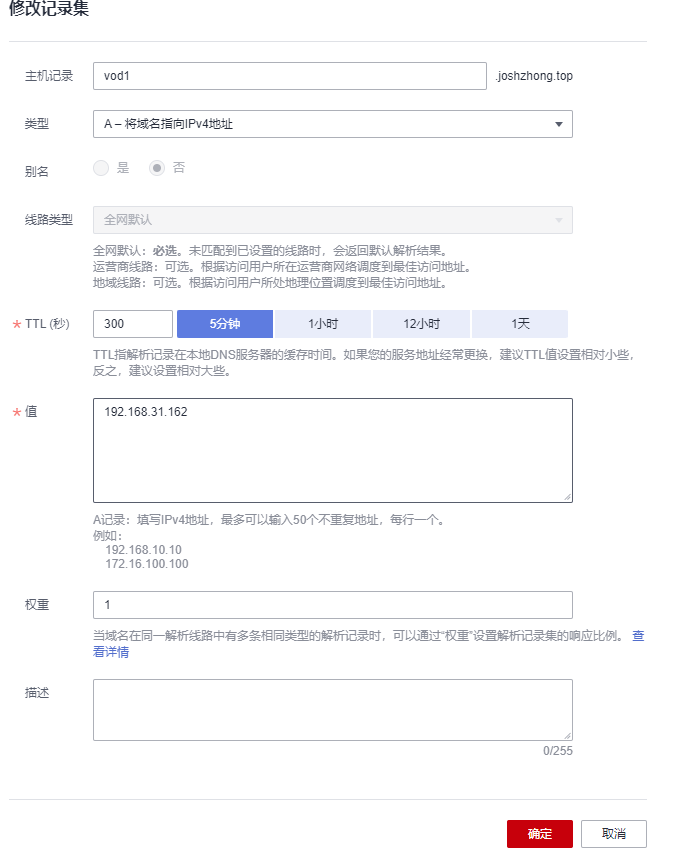 修改记录集
主机记录 vod1 .joshzhong.top
类型 A – 将域名指向IPv4地址
别名 是 否
线路类型 全网默认
全网默认：必选。未匹配到已设置的线路时，会返回默认解析结果。
运营商线路：可选。根据访问用户所在运营商网络调度到最佳访问地址。
地域线路：可选。根据访问用户所处地理位置调度到最佳访问地址。
* TTL (秒) 300 5分钟 1小时 12小时 1天
TTL指解析记录在本地DNS服务器的缓存时间。如果您的服务地址经常更换，建议TTL值设置相对小些，
反之，建议设置相对大些。
* 值 192.168.31.162
A记录：填写IPv4地址，最多可以输入50个不重复地址，每行一个。
例如：
192.168.10.10
172.16.100.100
权重 1
当域名在同一解析线路中有多条相同类型的解析记录时，可以通过“权重”设置解析记录集的响应比例。 查
看详情
描述
0/255
确定 取消